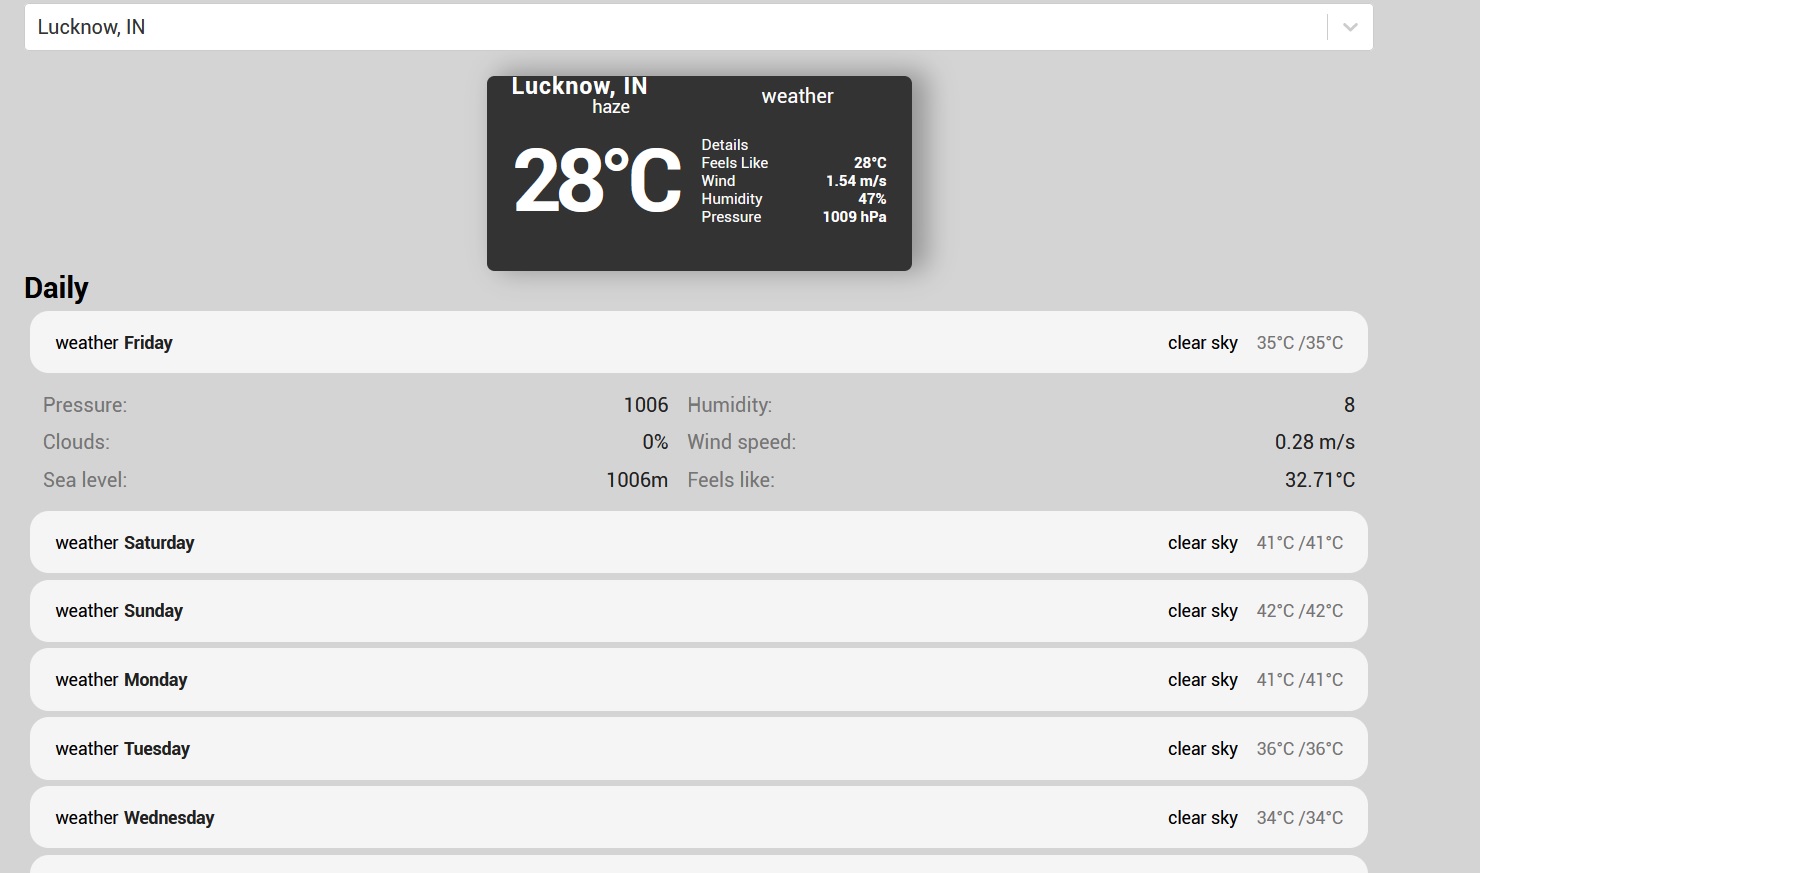 Lucknow, IN
Lucknow, IN
haze
weather
28°C
Details
Feels Like 28°C
Wind 1.54 m/s
Humidity 47%
Pressure 1009 hPa
Daily
weather Friday clear sky 35°C /35°C
Pressure: 1006 Humidity: 8
Clouds: 0% Wind speed: 0.28 m/s
Sea level: 1006m Feels like: 32.71°C
weather Saturday clear sky 41°C /41°C
weather Sunday clear sky 42°C /42°C
weather Monday clear sky 41°C /41°C
weather Tuesday clear sky 36°C /36°C
weather Wednesday clear sky 34°C /34°C